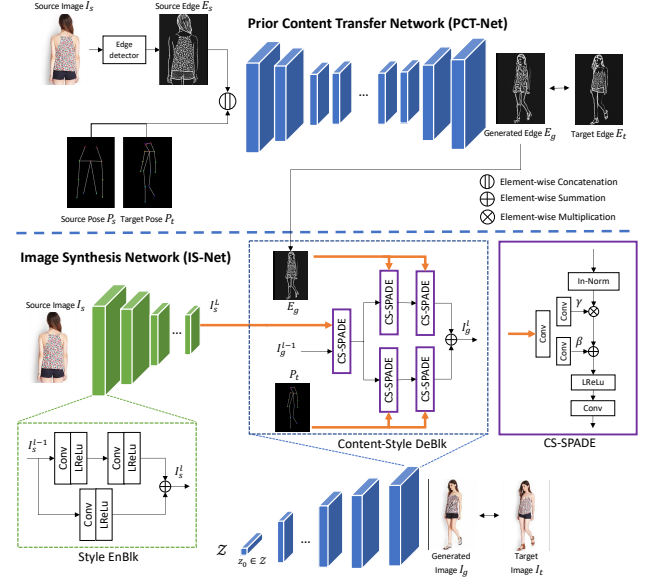 Source Image I_s
Source Edge E_s
Prior Content Transfer Network (PCT-Net)
Edge
detector
...
Generated Edge E_g
Target Edge E_t
Source Pose P_s
Target Pose P_t
Element-wise Concatenation
Element-wise Summation
Element-wise Multiplication
Image Synthesis Network (IS-Net)
Source Image I_s
...
I_s^L
E_g
I_g^{l-1}
P_t
CS-SPADE
CS-SPADE
CS-SPADE
CS-SPADE
CS-SPADE
I_g^l
Content-Style DeBlk
In-Norm
Conv
Conv
γ
Conv
β
LReLu
Conv
CS-SPADE
I_s^{l-1}
Conv
LReLu
Conv
LReLu
Conv
LReLu
I_s^l
Style EnBlk
Z
z_0 ∈ Z
...
Generated
Image I_g
Target
Image I_t